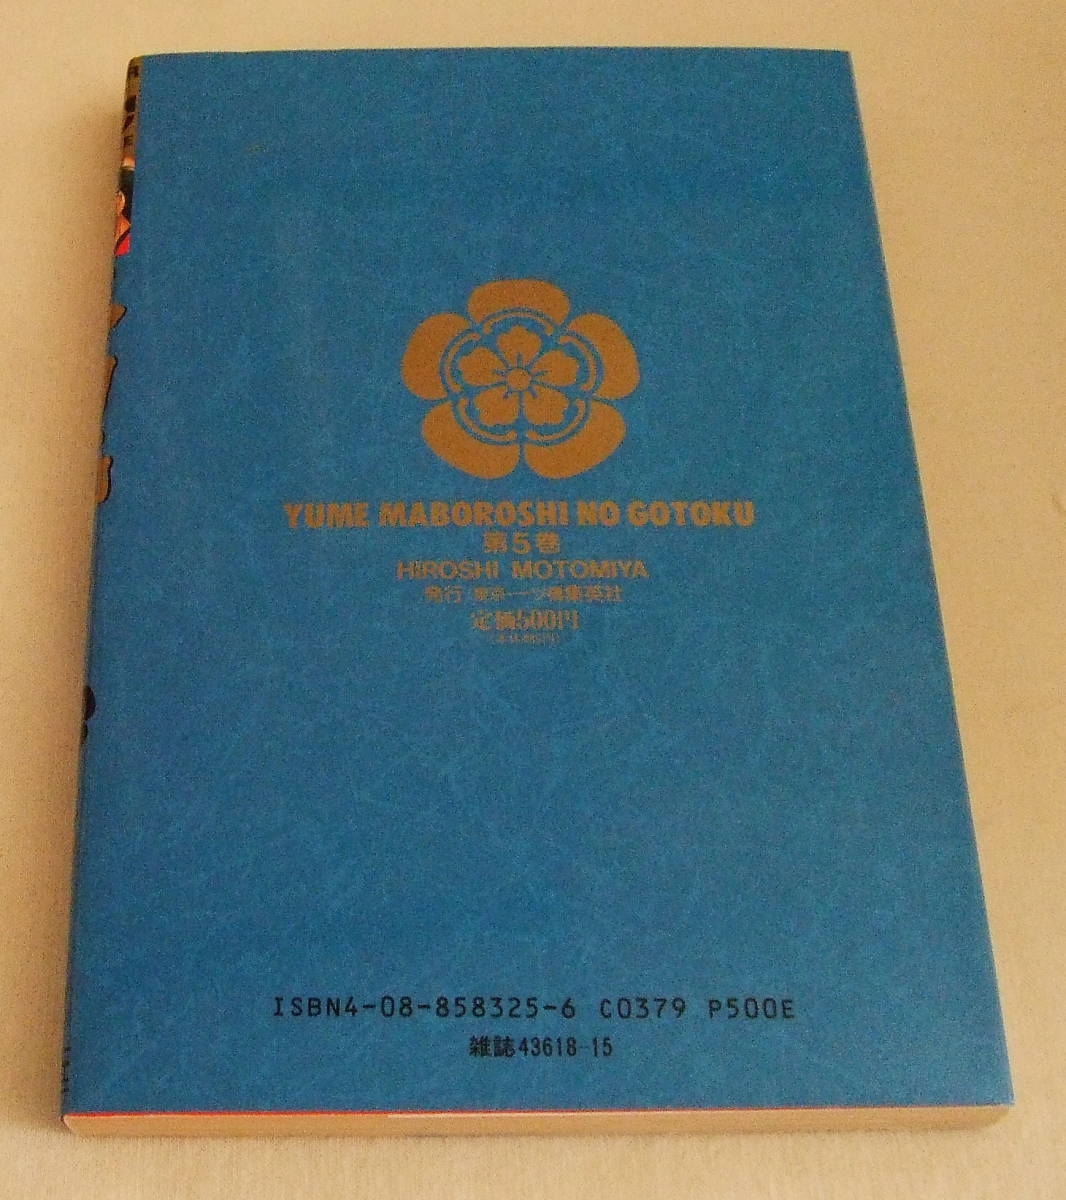 YUME MABOROSHI NO GOTOKU
第5巻
HIROSHI MOTOMIYA
発行 東京一ツ橋集英社
定価500円
ISBN4-08-858325-6 C0379 P500E
雑誌43618-15